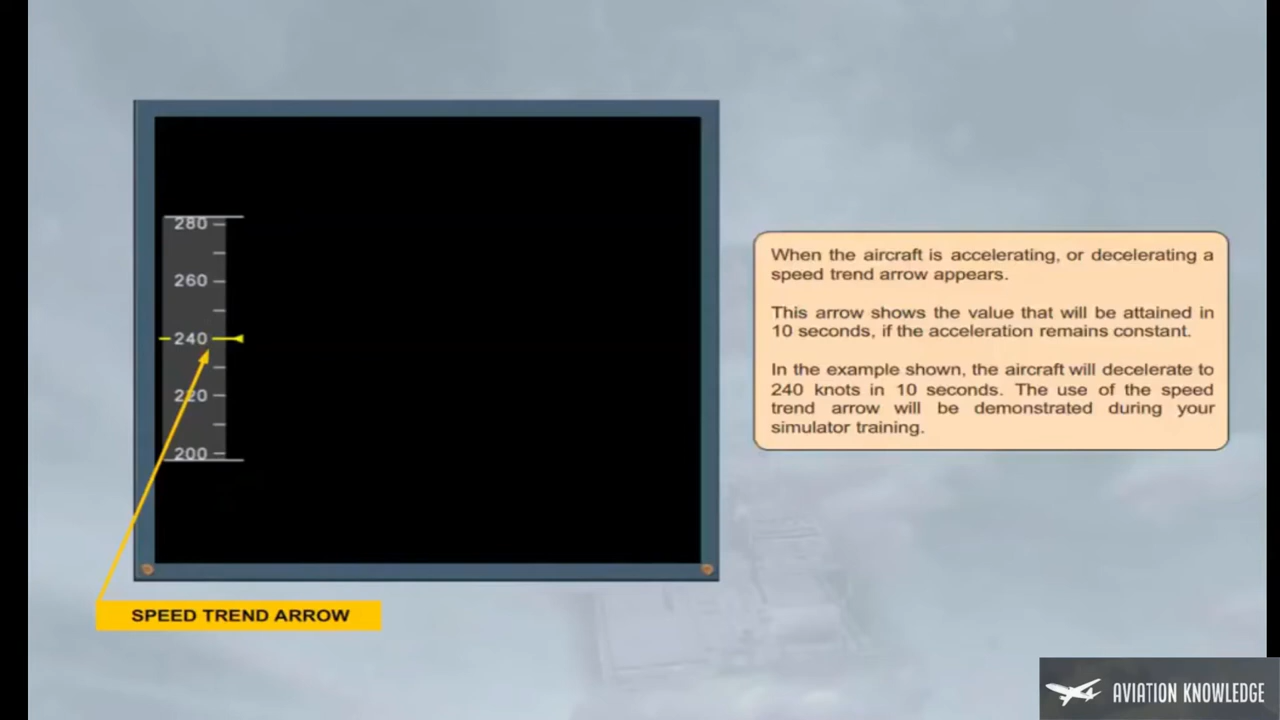 280
260
240
220
200
When the aircraft is accelerating, or decelerating a
speed trend arrow appears.
This arrow shows the value that will be attained in
10 seconds, if the acceleration remains constant.
In the example shown, the aircraft will decelerate to
240 knots in 10 seconds. The use of the speed
trend arrow will be demonstrated during your
simulator training.
SPEED TREND ARROW
AVIATION KNOWLEDGE